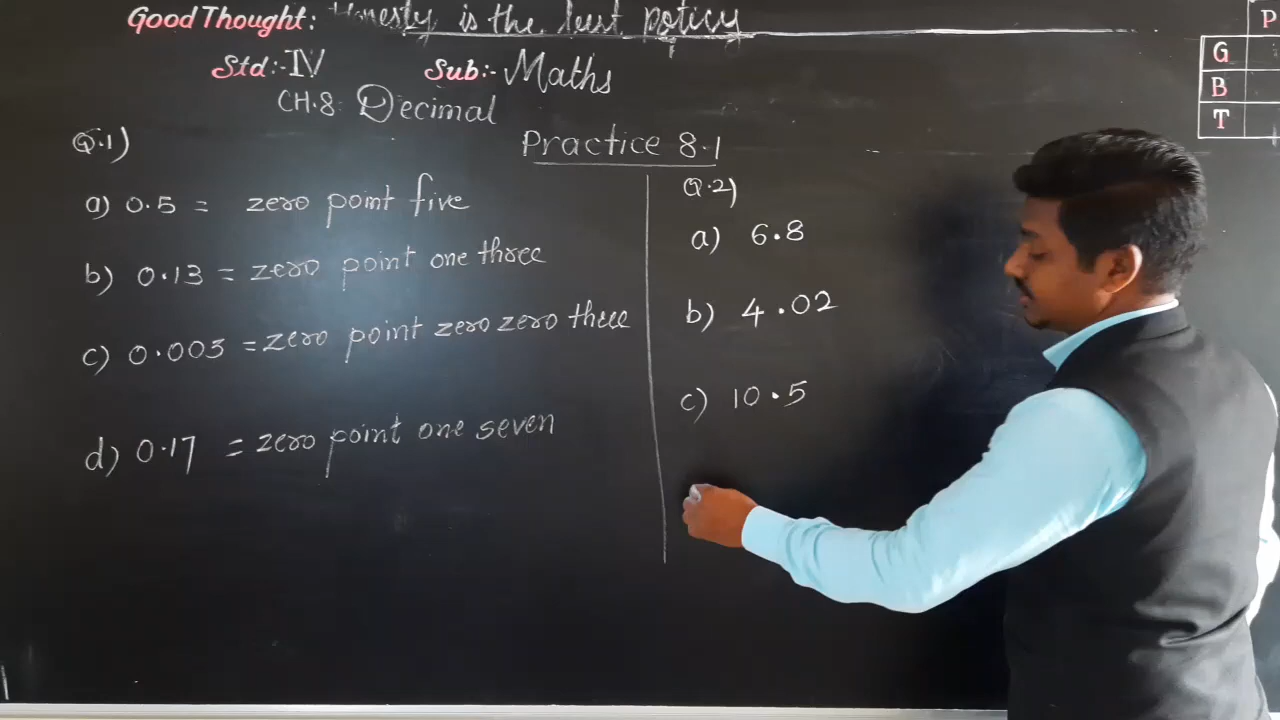 Good Thought: Honesty is the best policy
Std:- IV Sub:- Maths
CH.8: Decimal
Practice 8.1
Q.1)
a) 0.5 = zero point five
b) 0.13 = zero point one three
c) 0.003 = zero point zero zero three
d) 0.17 = zero point one seven
Q.2)
a) 6.8
b) 4.02
c) 10.5
P
G
B
T